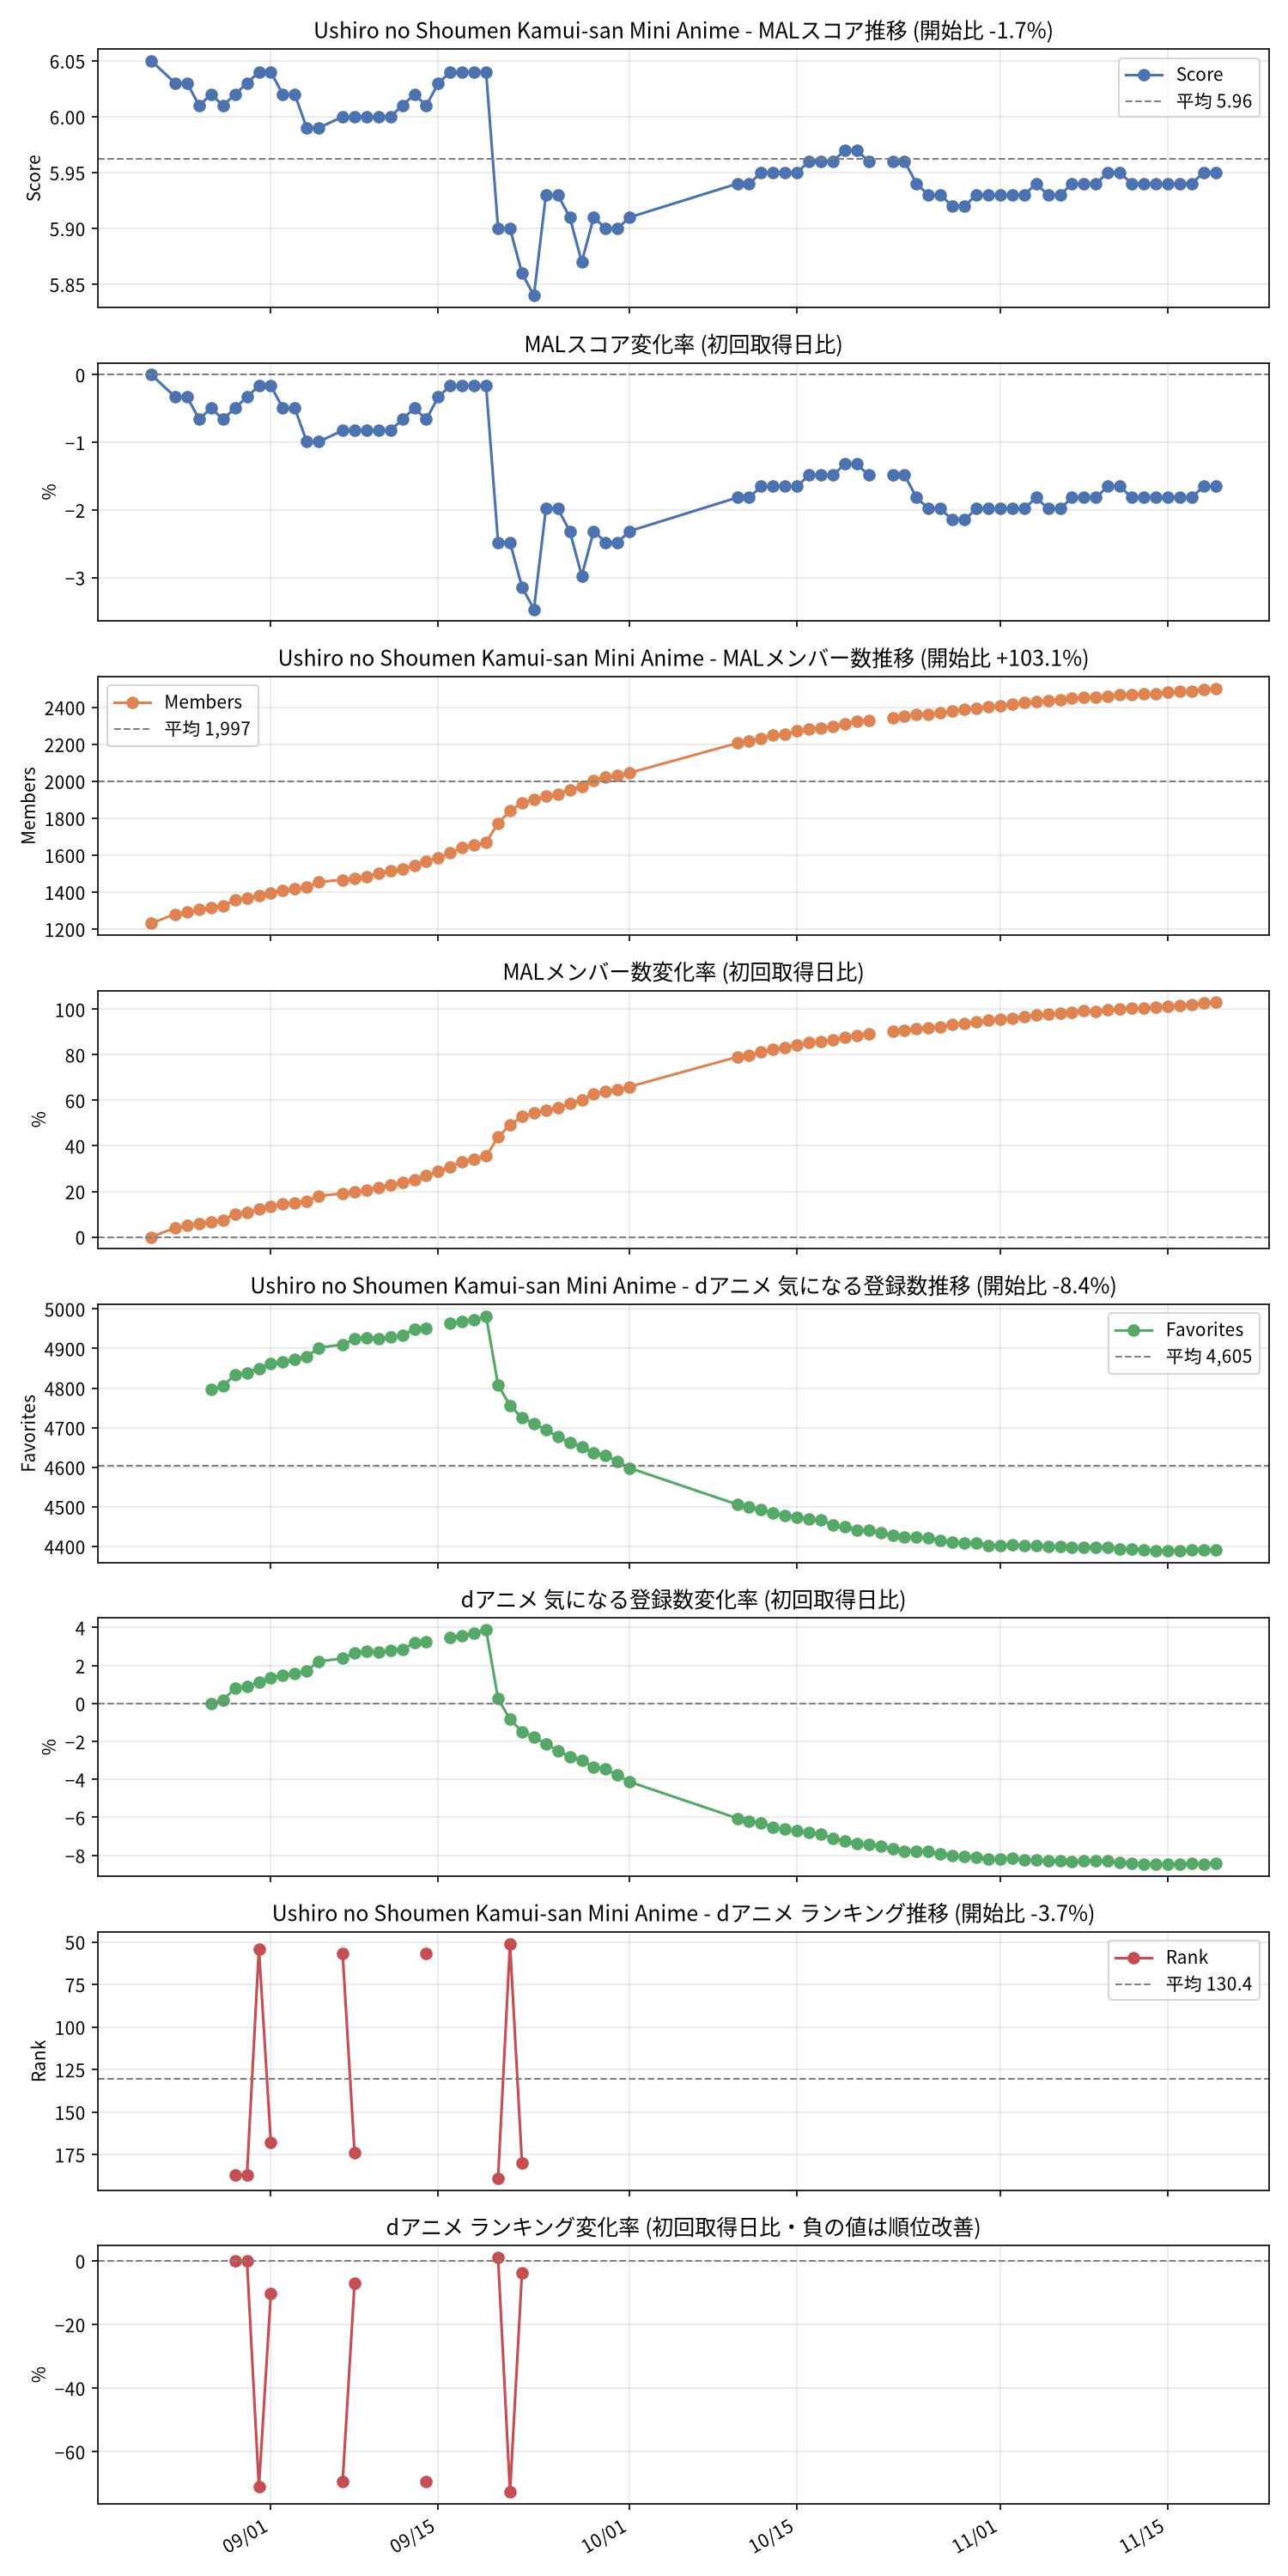 Ushiro no Shoumen Kamui-san Mini Anime - MALスコア推移 (開始比 -1.7%)
Score
平均 5.96
Score
6.05
6.00
5.95
5.90
5.85
MALスコア変化率 (初回取得日比)
%
0
−1
−2
−3
Ushiro no Shoumen Kamui-san Mini Anime - MALメンバー数推移 (開始比 +103.1%)
Members
平均 1,997
Members
2400
2200
2000
1800
1600
1400
1200
MALメンバー数変化率 (初回取得日比)
%
100
80
60
40
20
0
Ushiro no Shoumen Kamui-san Mini Anime - dアニメ 気になる登録数推移 (開始比 -8.4%)
Favorites
平均 4,605
Favorites
5000
4900
4800
4700
4600
4500
4400
dアニメ 気になる登録数変化率 (初回取得日比)
%
4
2
0
−2
−4
−6
−8
Ushiro no Shoumen Kamui-san Mini Anime - dアニメ ランキング推移 (開始比 -3.7%)
Rank
平均 130.4
Rank
50
75
100
125
150
175
dアニメ ランキング変化率 (初回取得日比・負の値は順位改善)
%
0
−20
−40
−60
09/01
09/15
10/01
10/15
11/01
11/15